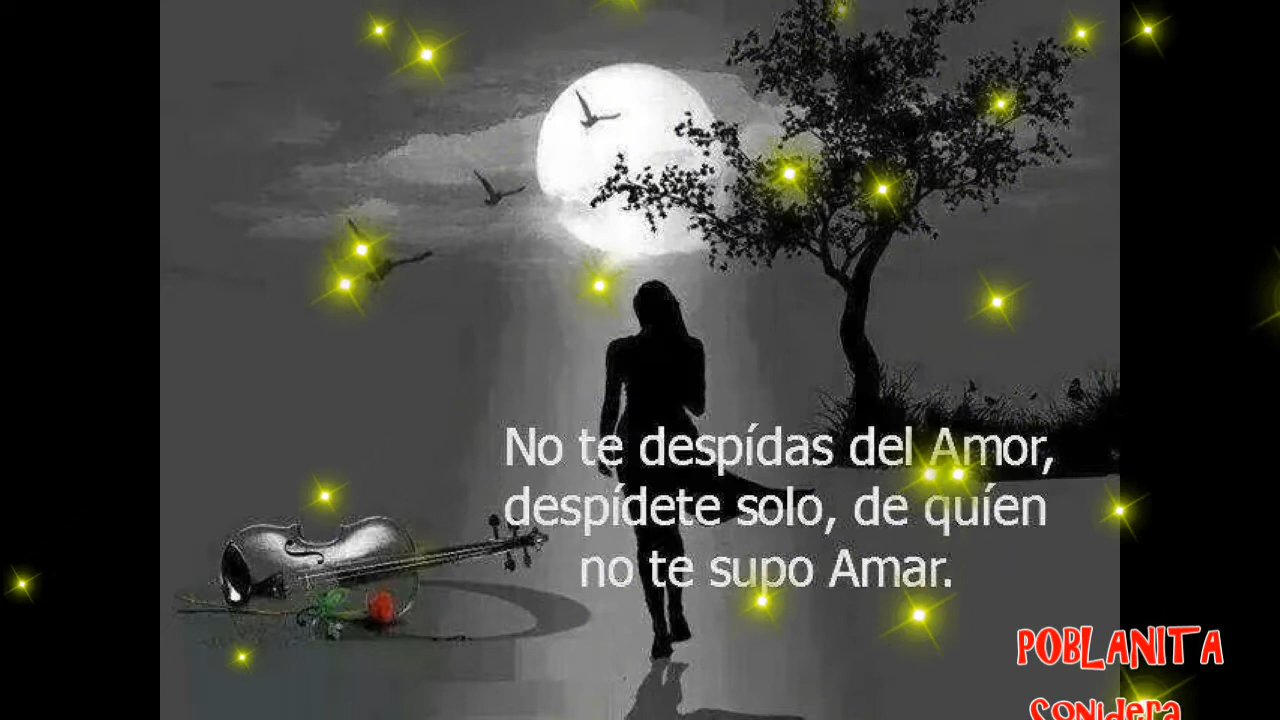 No te despídas del Amor,
despídete solo, de quíen
no te supo Amar.
POBLANITA
Sonidera